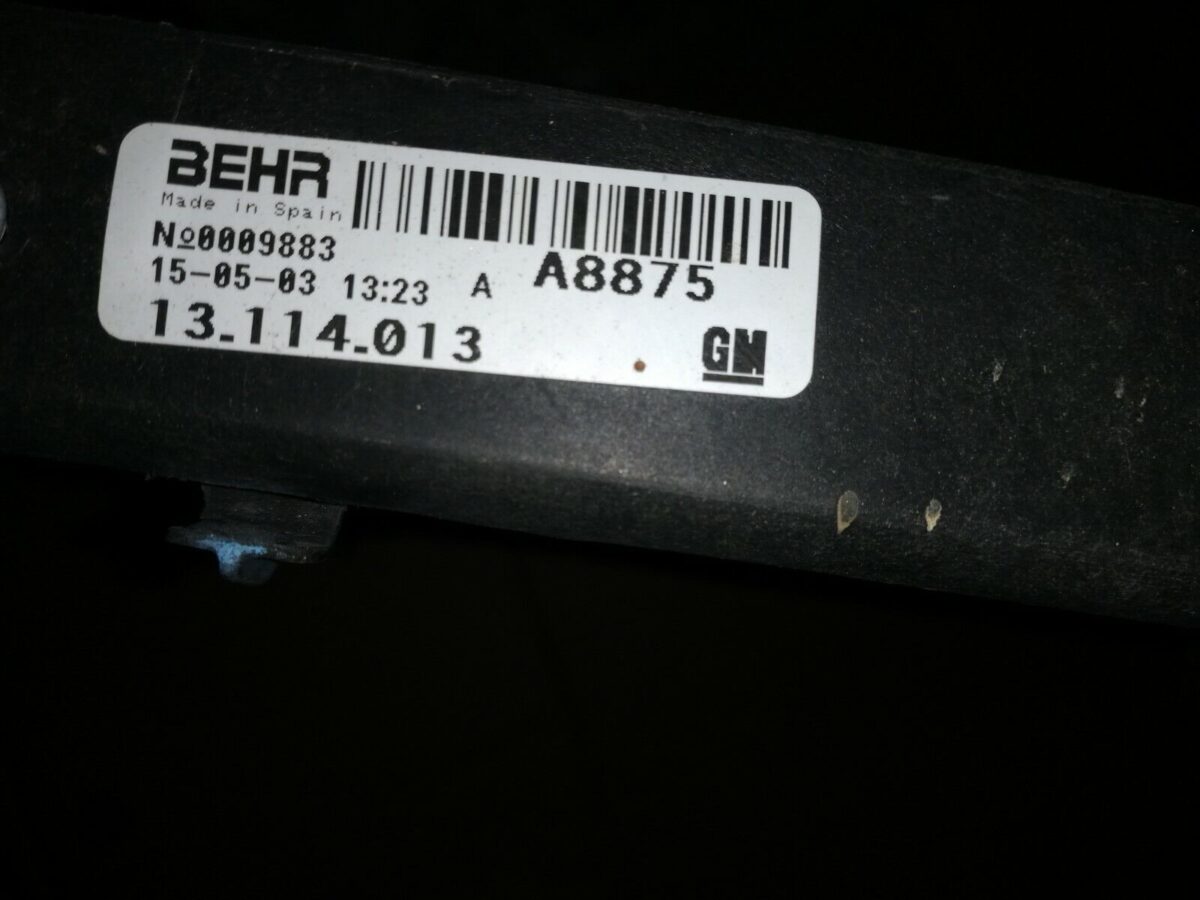 BEHR
Made in Spain
Nº0009883
15-05-03 13:23 A A8875
13.114.013
GM